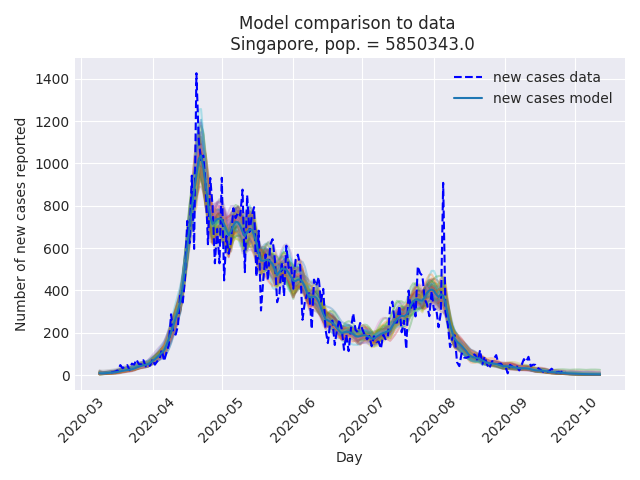 Model comparison to data
Singapore, pop. = 5850343.0
new cases data
new cases model
Number of new cases reported
1400
1200
1000
800
600
400
200
0
2020-03
2020-04
2020-05
2020-06
2020-07
2020-08
2020-09
2020-10
Day